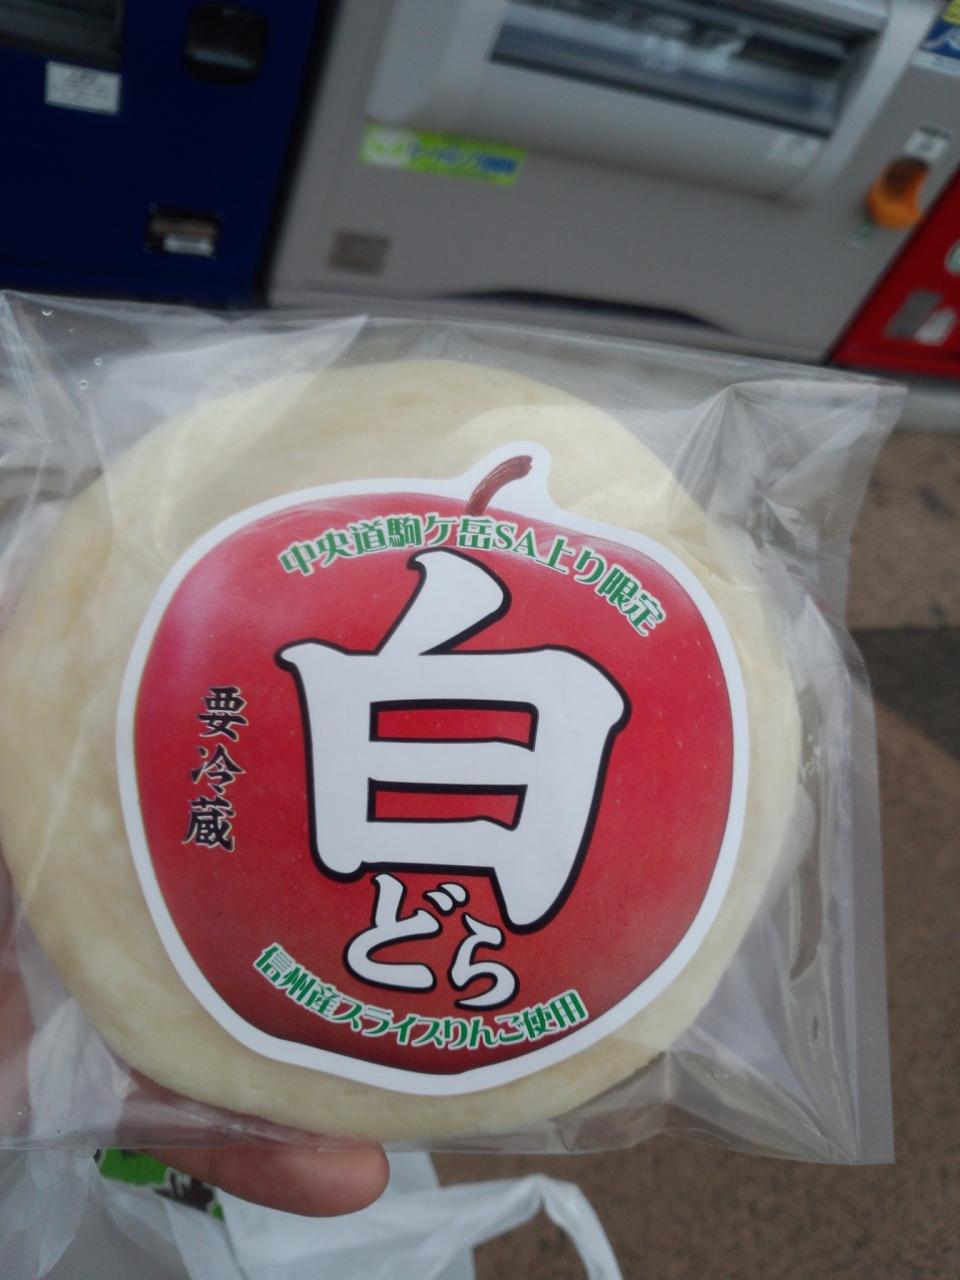 中央道駒ケ岳SA上り限定
白
どら
要冷蔵
信州産スライスりんご使用